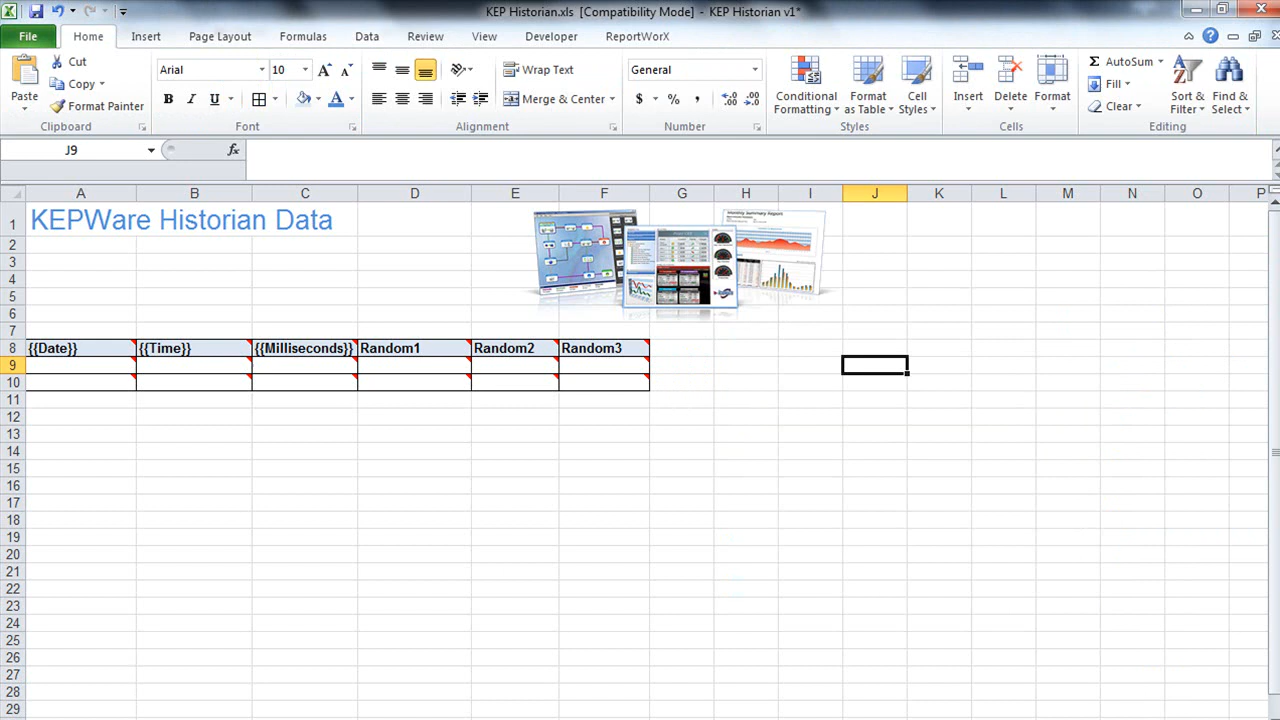 KEP Historian.xls [Compatibility Mode] - KEP Historian v1*
File Home Insert Page Layout Formulas Data Review View Developer ReportWorX
Paste
Cut
Copy
Format Painter
Clipboard
Arial 10
B I U
A A
Font
Wrap Text
Merge & Center
Alignment
General
$ % ,
Number
Conditional Formatting
Format as Table
Cell Styles
Styles
Insert
Delete
Format
Cells
AutoSum
Fill
Clear
Sort & Filter
Find & Select
Editing
J9 fx
A B C D E F G H I J K L M N O P
1 KEPWare Historian Data
Monthly Summary Report
2
3
4
5
6
7
8 {{Date}} {{Time}} {{Milliseconds}} Random1 Random2 Random3
9
10
11
12
13
14
15
16
17
18
19
20
21
22
23
24
25
26
27
28
29